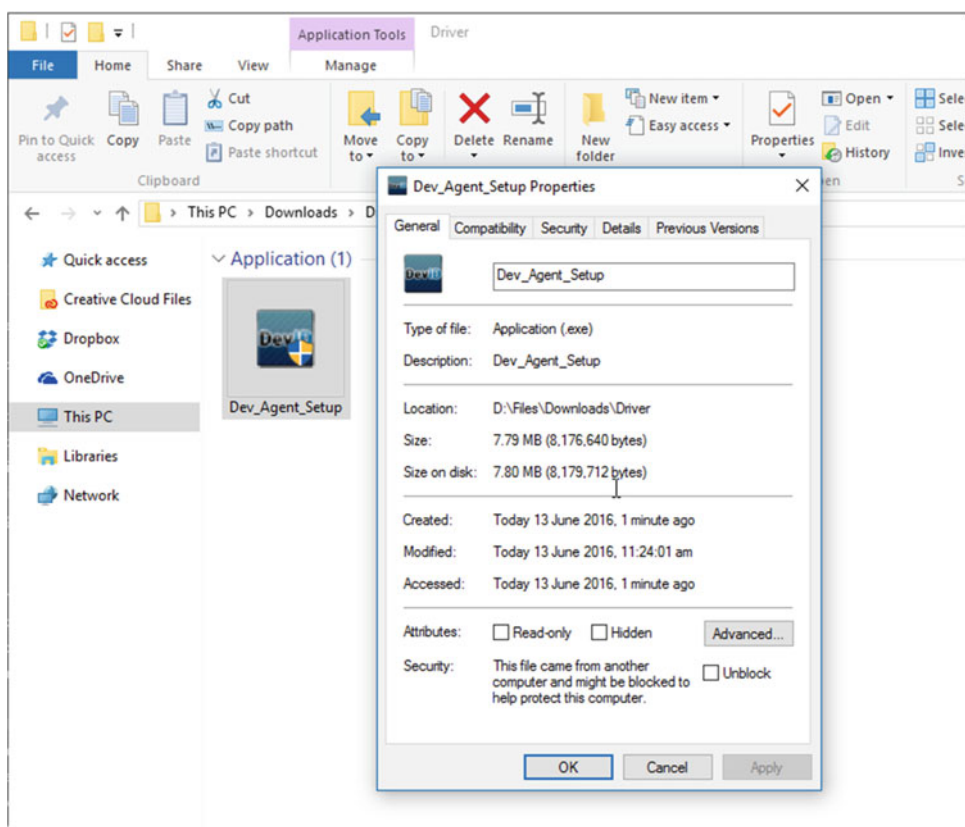 Application Tools
Driver
File
Home
Share
View
Manage
Pin to Quick access
Copy
Paste
Cut
Copy path
Paste shortcut
Move to
Copy to
Delete
Rename
New folder
New item
Easy access
Properties
Open
Edit
History
Clipboard
This PC > Downloads > D
Quick access
Creative Cloud Files
Dropbox
OneDrive
This PC
Libraries
Network
Application (1)
Dev_Agent_Setup
Dev_Agent_Setup Properties
General
Compatibility
Security
Details
Previous Versions
Dev_Agent_Setup
Type of file: Application (.exe)
Description: Dev_Agent_Setup
Location: D:\Files\Downloads\Driver
Size: 7.79 MB (8,176,640 bytes)
Size on disk: 7.80 MB (8,179,712 bytes)
Created: Today 13 June 2016, 1 minute ago
Modified: Today 13 June 2016, 11:24:01 am
Accessed: Today 13 June 2016, 1 minute ago
Attributes: Read-only Hidden Advanced...
Security: This file came from another
computer and might be blocked to
help protect this computer.
Unblock
OK
Cancel
Apply